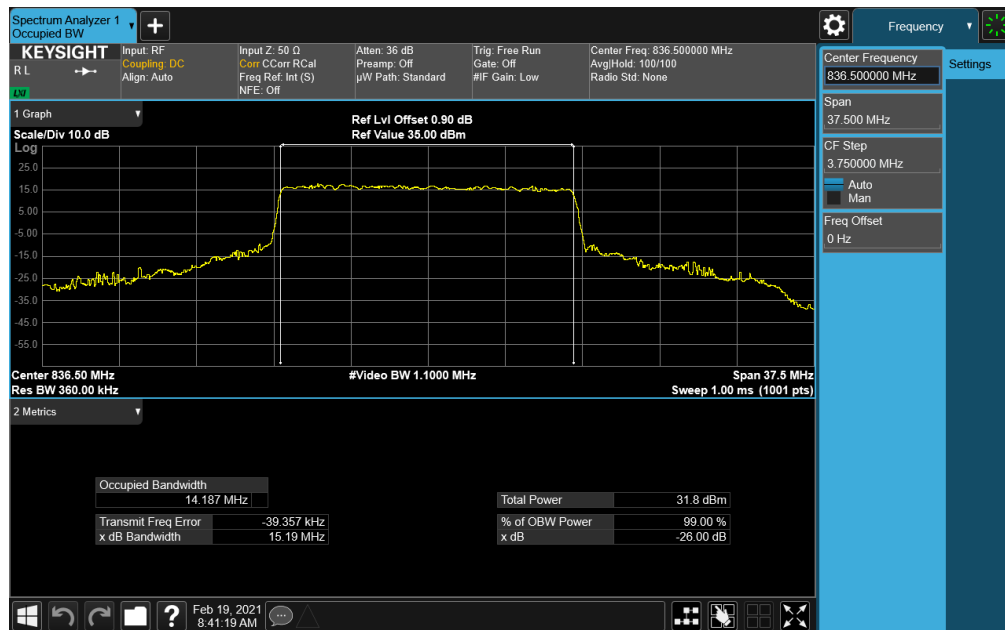 Spectrum Analyzer 1
Occupied BW
Frequency
KEYSIGHT
R L
LXI
Input: RF
Coupling: DC
Align: Auto
Input Z: 50 Ω
Corr CCorr RCal
Freq Ref: Int (S)
NFE: Off
Atten: 36 dB
Preamp: Off
µW Path: Standard
Trig: Free Run
Gate: Off
#IF Gain: Low
Center Freq: 836.500000 MHz
Avg|Hold: 100/100
Radio Std: None
Center Frequency
836.500000 MHz
Settings
Span
37.500 MHz
CF Step
3.750000 MHz
Auto
Man
Freq Offset
0 Hz
1 Graph
Scale/Div 10.0 dB
Ref Lvl Offset 0.90 dB
Ref Value 35.00 dBm
Log
25.0
15.0
5.00
-5.00
-15.0
-25.0
-35.0
-45.0
-55.0
Center 836.50 MHz
#Video BW 1.1000 MHz
Span 37.5 MHz
Res BW 360.00 kHz
Sweep 1.00 ms (1001 pts)
2 Metrics
Occupied Bandwidth
14.187 MHz
Total Power 31.8 dBm
Transmit Freq Error -39.357 kHz
% of OBW Power 99.00 %
x dB Bandwidth 15.19 MHz
x dB -26.00 dB
?
Feb 19, 2021
8:41:19 AM